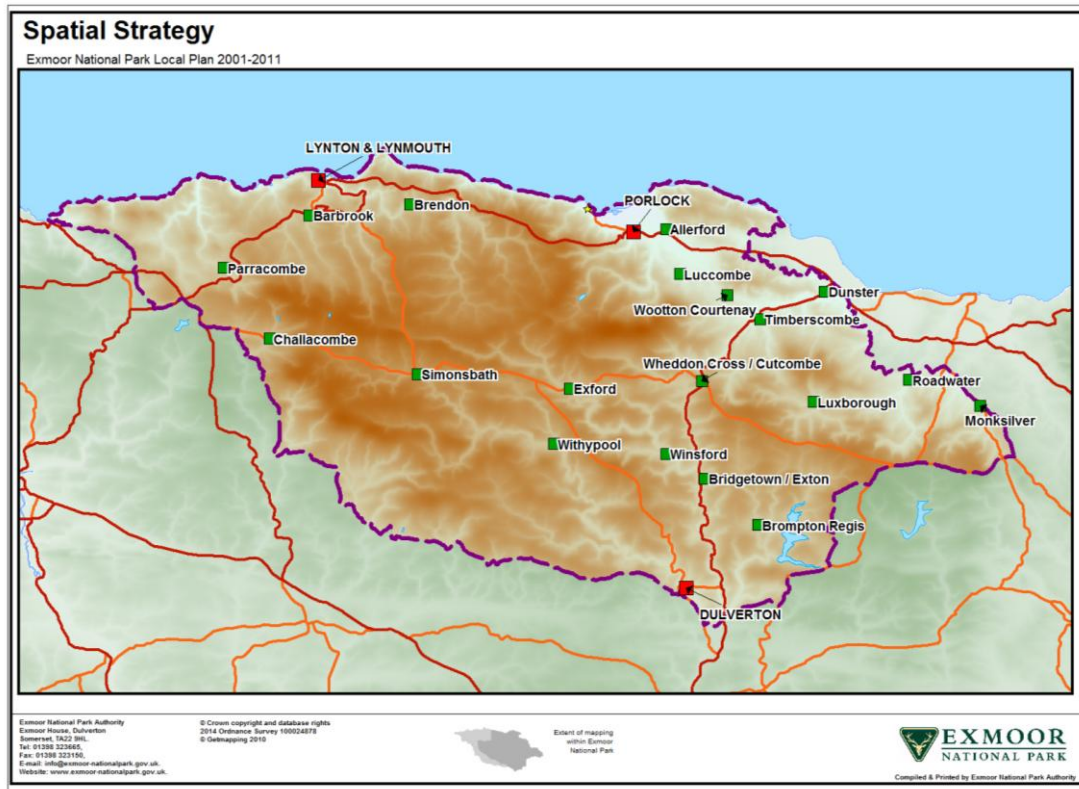 Spatial Strategy
Exmoor National Park Local Plan 2001-2011
LYNTON & LYNMOUTH
Brendon
PORLOCK
Barbrook
Allerford
Parracombe
Luccombe
Dunster
Wootton Courtenay
Timberscombe
Challacombe
Wheddon Cross / Cutcombe
Simonsbath
Roadwater
Exford
Luxborough
Monksilver
Withypool
Winsford
Bridgetown / Exton
Brompton Regis
DULVERTON
Exmoor National Park Authority
Exmoor House, Dulverton
Somerset, TA22 9HL.
Tel: 01398 323665,
Fax: 01398 323150,
E-mail: info@exmoor-nationalpark.gov.uk.
Website: www.exmoor-nationalpark.gov.uk.
© Crown copyright and database rights
2014 Ordnance Survey 100024878
© Getmapping 2010
Extent of mapping
within Exmoor
National Park
EXMOOR
NATIONAL PARK
Compiled & Printed by Exmoor National Park Authority